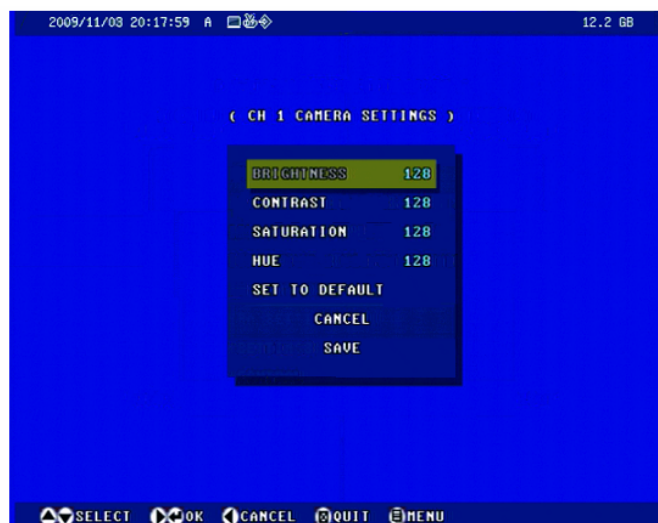 2009/11/03 20:17:59 A 12.2 GB
( CH 1 CAMERA SETTINGS )
BRIGHTNESS 128
CONTRAST 128
SATURATION 128
HUE 128
SET TO DEFAULT
CANCEL
SAVE
SELECT OK CANCEL QUIT MENU